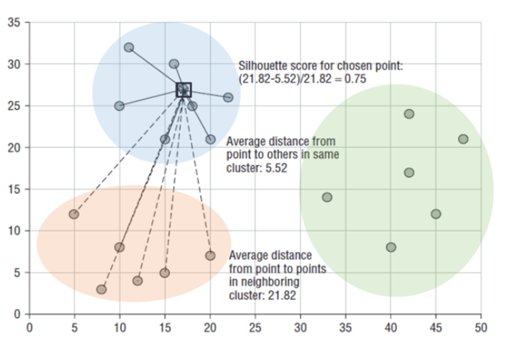 35
30
25
20
15
10
5
0
Silhouette score for chosen point:
(21.82-5.52)/21.82 = 0.75
Average distance from
point to others in same
cluster: 5.52
Average distance
from point to points
in neighboring
cluster: 21.82
0 5 10 15 20 25 30 35 40 45 50